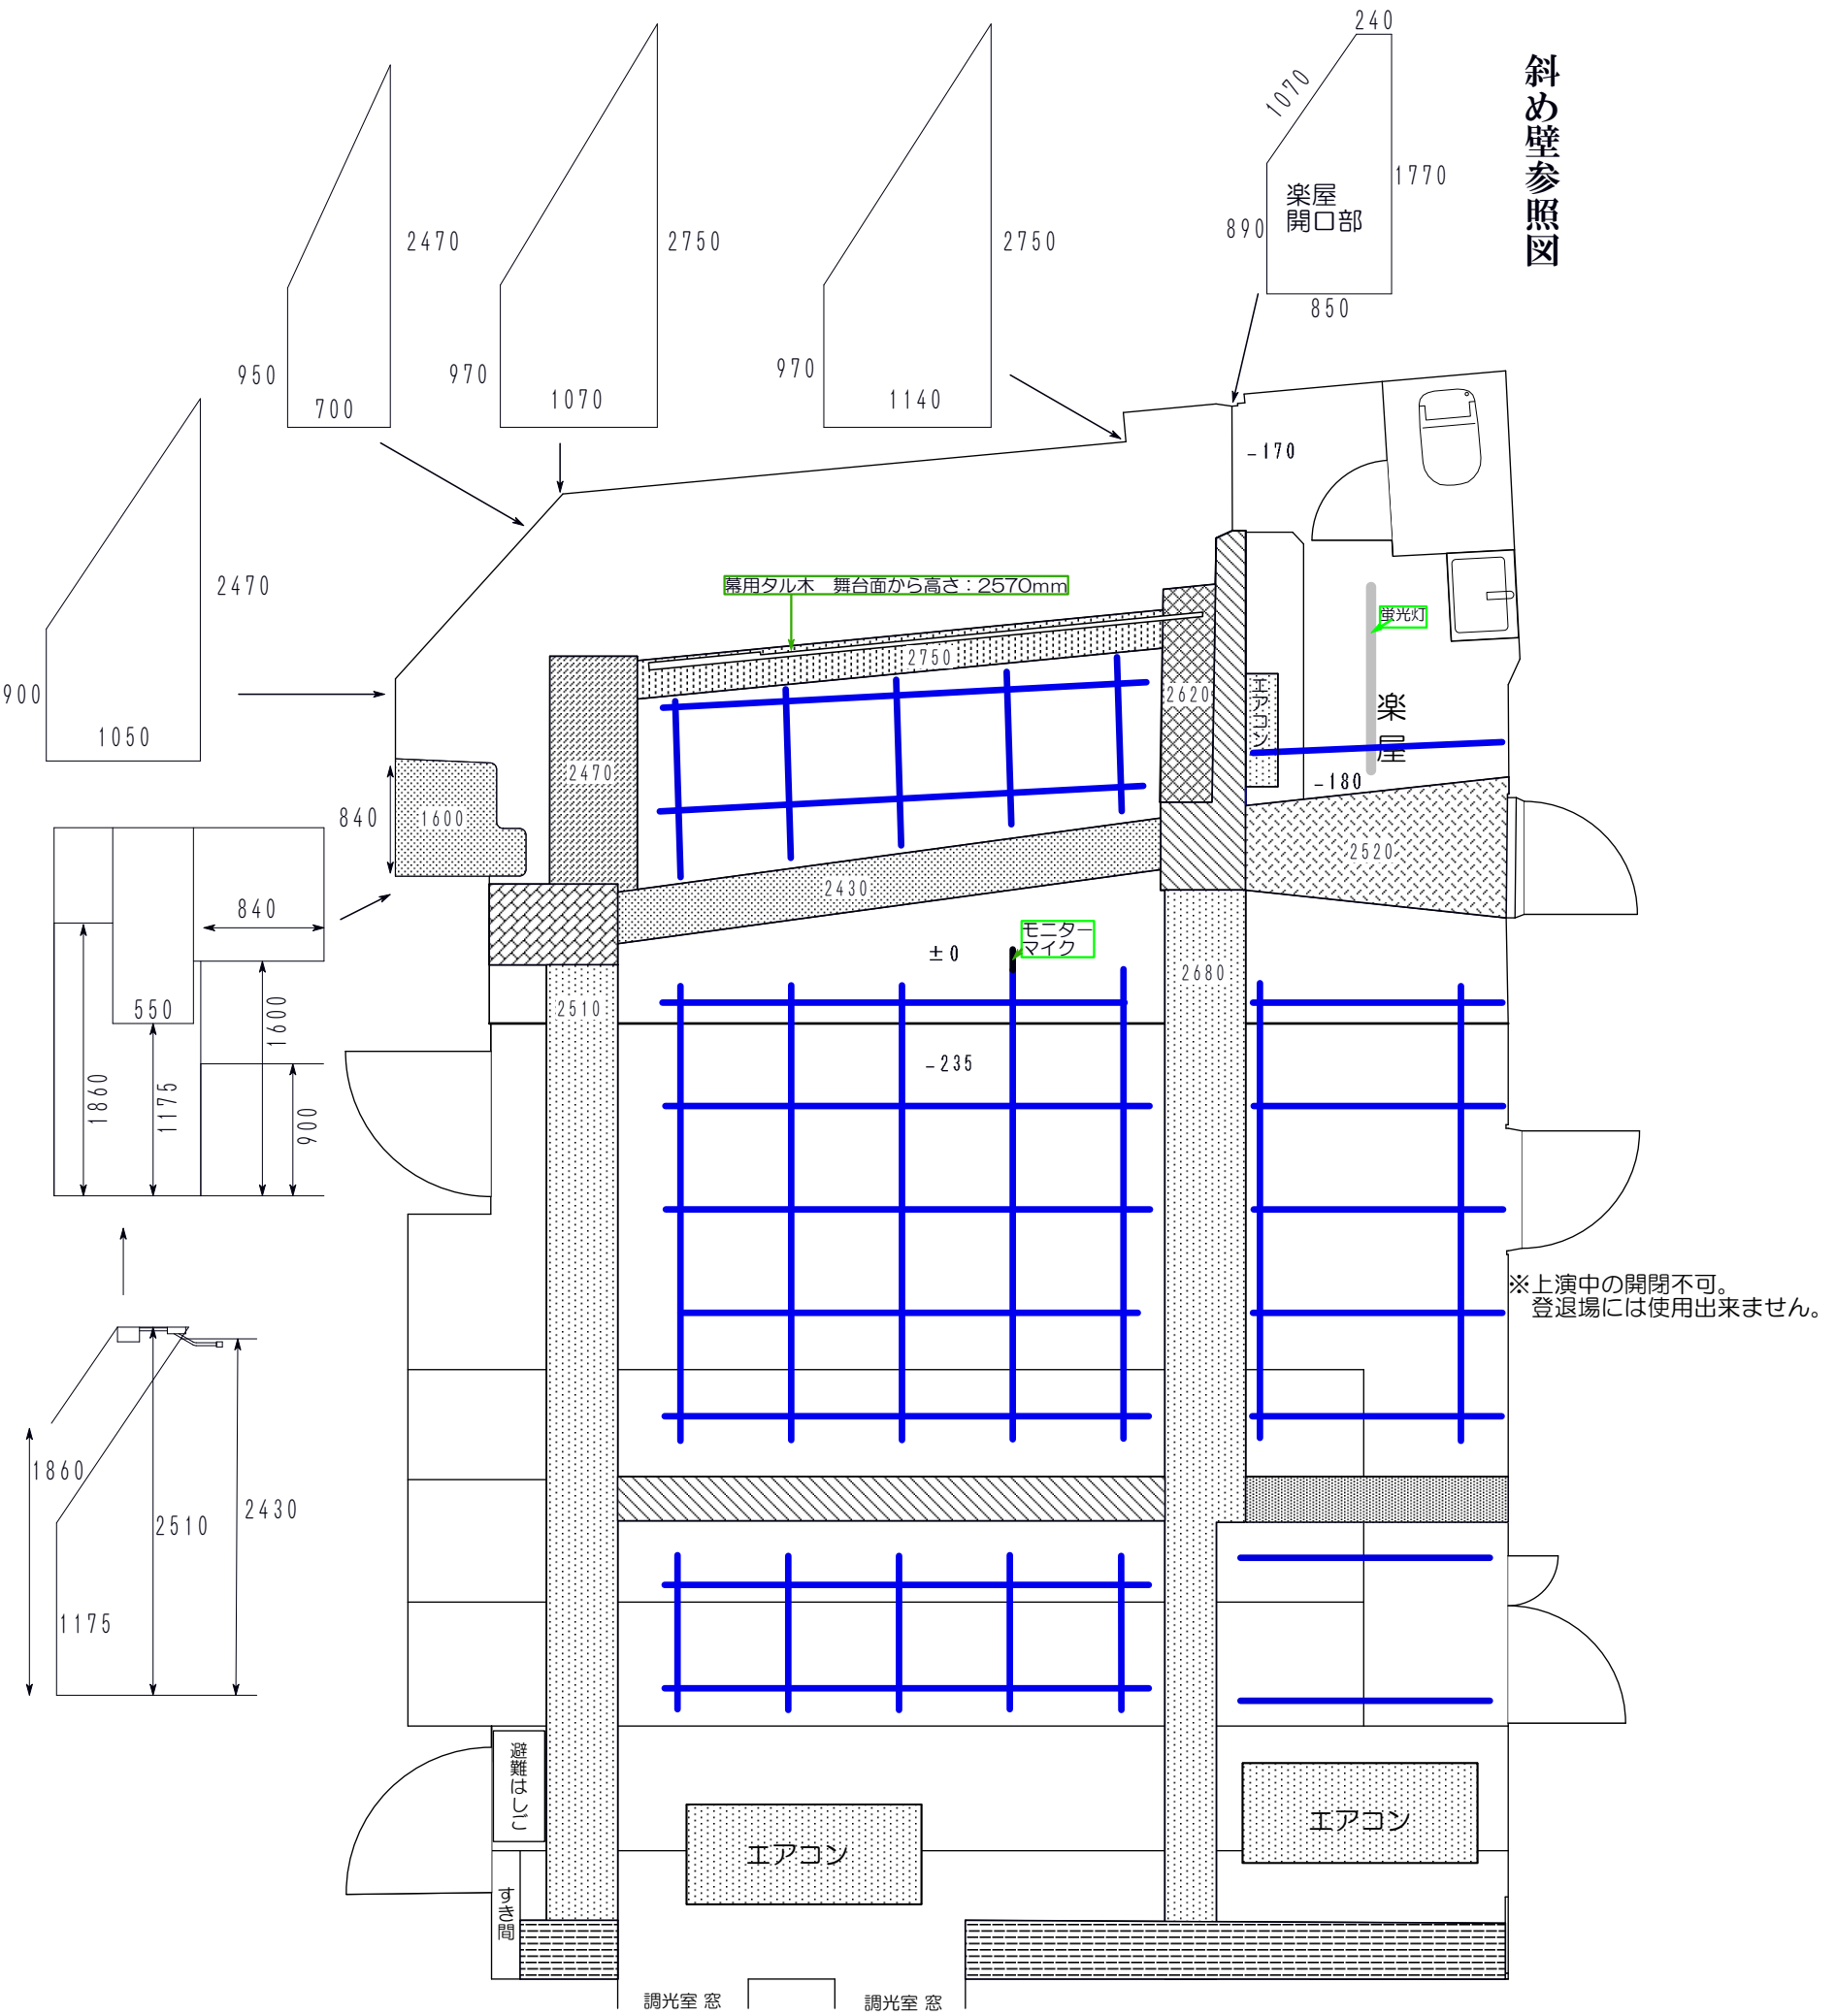 斜め壁参照図
240
1070
1770
楽屋
開口部
890
850
2470
950
700
2750
970
1070
2750
970
1140
2470
900
1050
-170
幕用タル木　舞台面から高さ：2570mm
2750
蛍光灯
2620
エアコン
楽屋
-180
2470
840
1600
2520
2430
840
モニター
マイク
±0
2680
2510
550
1600
-235
1860
1175
900
※上演中の開閉不可。
登退場には使用出来ません。
1860
2510
2430
1175
避難はしご
エアコン
エアコン
すき間
調光室 窓
調光室 窓